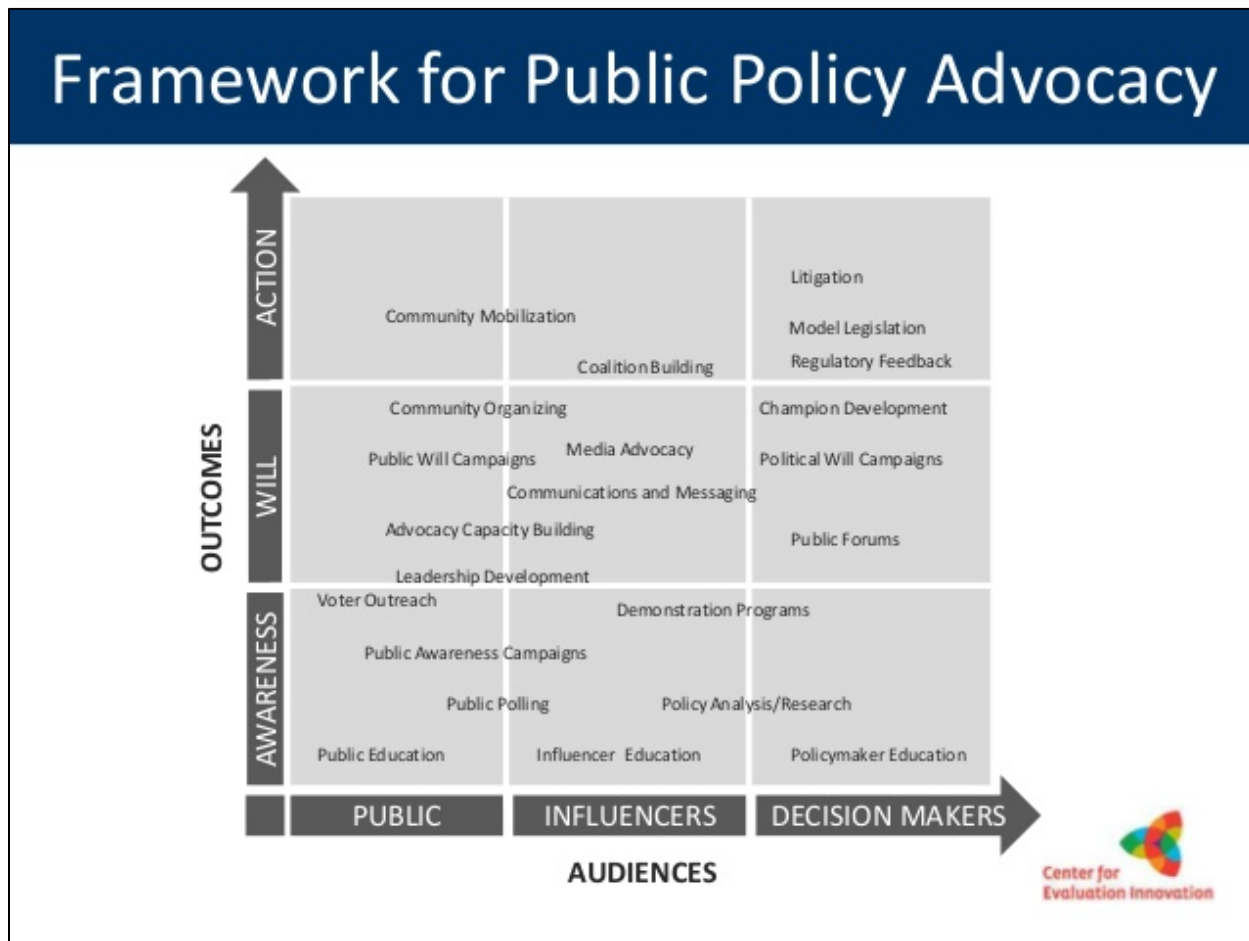 Framework for Public Policy Advocacy
OUTCOMES
ACTION
Litigation
Community Mobilization
Model Legislation
Coalition Building
Regulatory Feedback
WILL
Community Organizing
Champion Development
Public Will Campaigns
Media Advocacy
Political Will Campaigns
Communications and Messaging
Advocacy Capacity Building
Public Forums
Leadership Development
AWARENESS
Voter Outreach
Demonstration Programs
Public Awareness Campaigns
Public Polling
Policy Analysis/Research
Public Education
Influencer Education
Policymaker Education
PUBLIC
INFLUENCERS
DECISION MAKERS
AUDIENCES
Center for
Evaluation Innovation